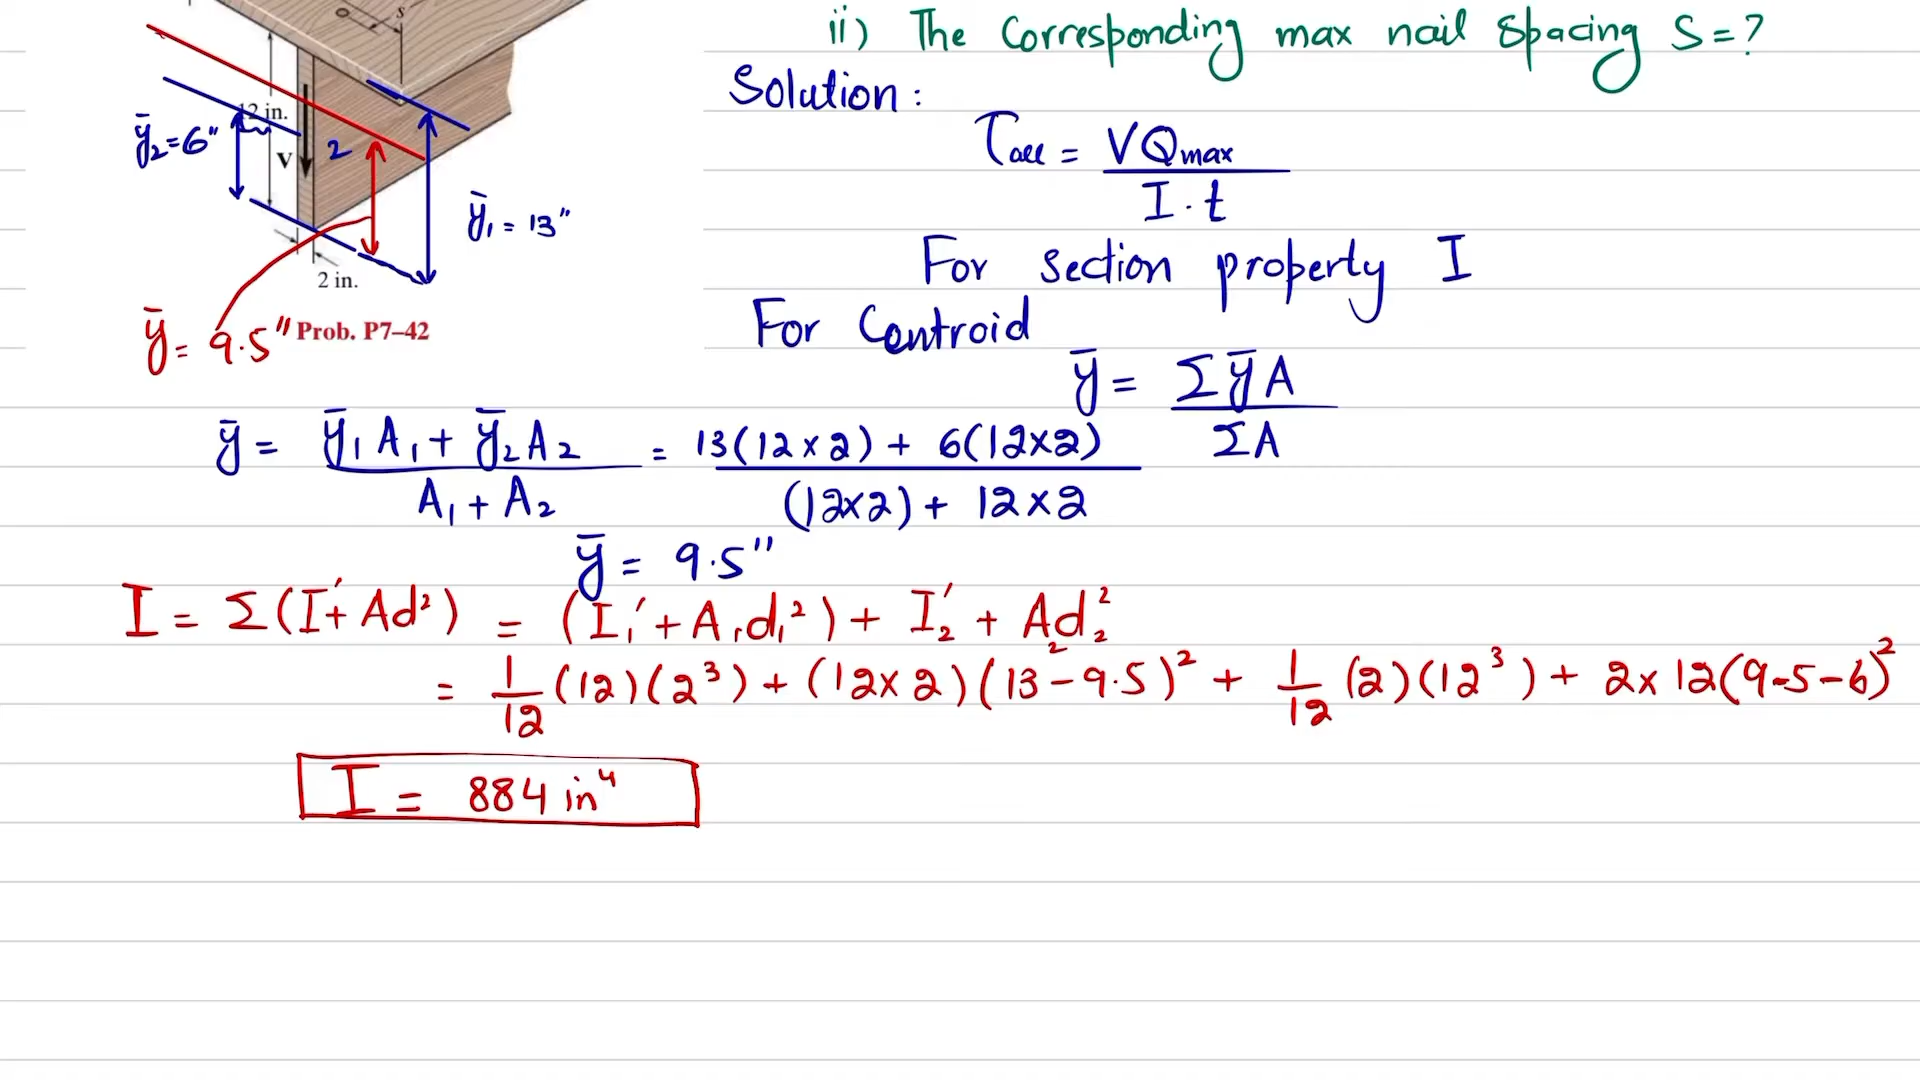 ii) The Corresponding max nail Spacing S=?
s
Solution:
12 in.
ȳ₂=6"
V
2
τall = VQmax / I·t
ȳ₁ = 13"
For section property I
2 in.
ȳ = 9.5"
Prob. P7–42
For Centroid
ȳ = ΣȳA / ΣA
ȳ = ȳ₁A₁ + ȳ₂A₂ / A₁ + A₂ = 13(12×2) + 6(12×2) / (12×2) + 12×2
ȳ = 9.5"
I = Σ(I' + Ad²) = (I₁' + A₁d₁²) + I₂' + Ad₂²
= 1/12 (12)(2³) + (12×2)(13²-9.5)² + 1/12 (2)(12³) + 2×12(9.5-6)²
I = 884 in⁴